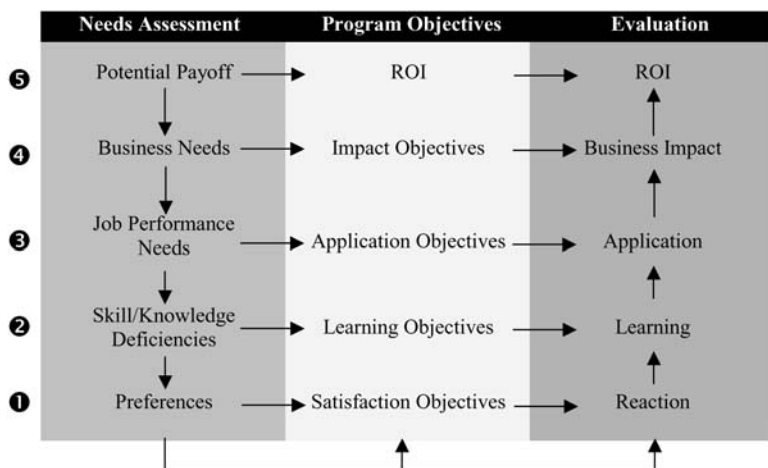 Needs Assessment Program Objectives Evaluation
5 Potential Payoff ROI ROI
4 Business Needs Impact Objectives Business Impact
Job Performance
3 Needs Application Objectives Application
Skill/Knowledge
2 Deficiencies Learning Objectives Learning
1 Preferences Satisfaction Objectives Reaction